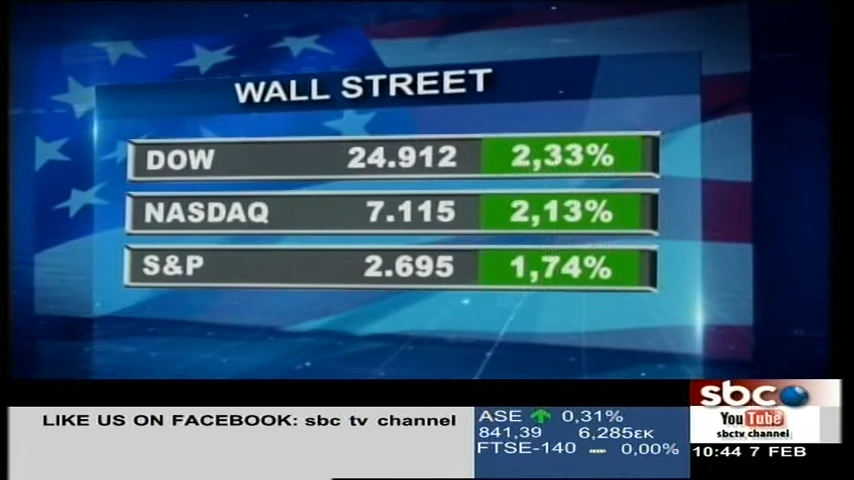 WALL STREET
DOW 24.912 2,33%
NASDAQ 7.115 2,13%
S&P 2.695 1,74%
LIKE US ON FACEBOOK: sbc tv channel
ASE 0,31%
841,39 6,285εκ
FTSE-140 0,00%
sbc
YouTube
sbctv channel
10:44 7 FEB